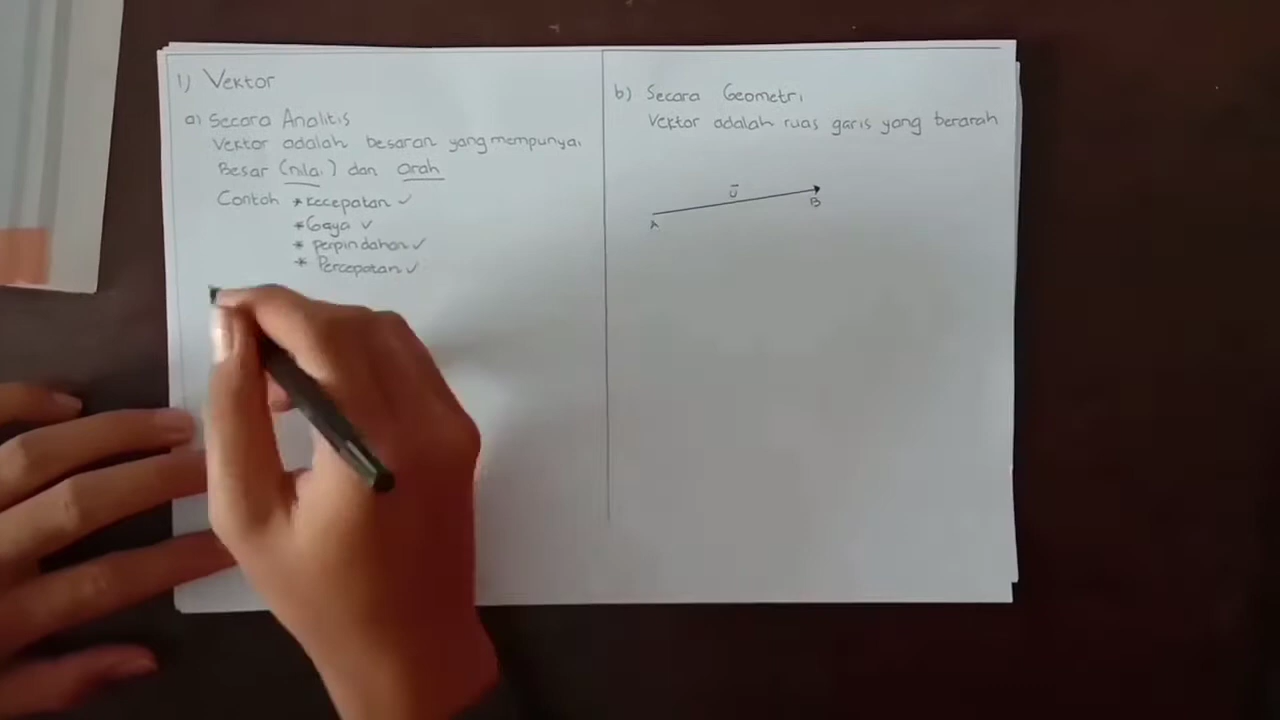 1) Vektor
a) Secara Analitis
Vektor adalah besaran yang mempunyai
Besar (nilai) dan arah
Contoh * Kecepatan ✓
* Gaya ✓
* perpindahan ✓
* Percepatan ✓
b) Secara Geometri
Vektor adalah ruas garis yang berarah
ū
A
B